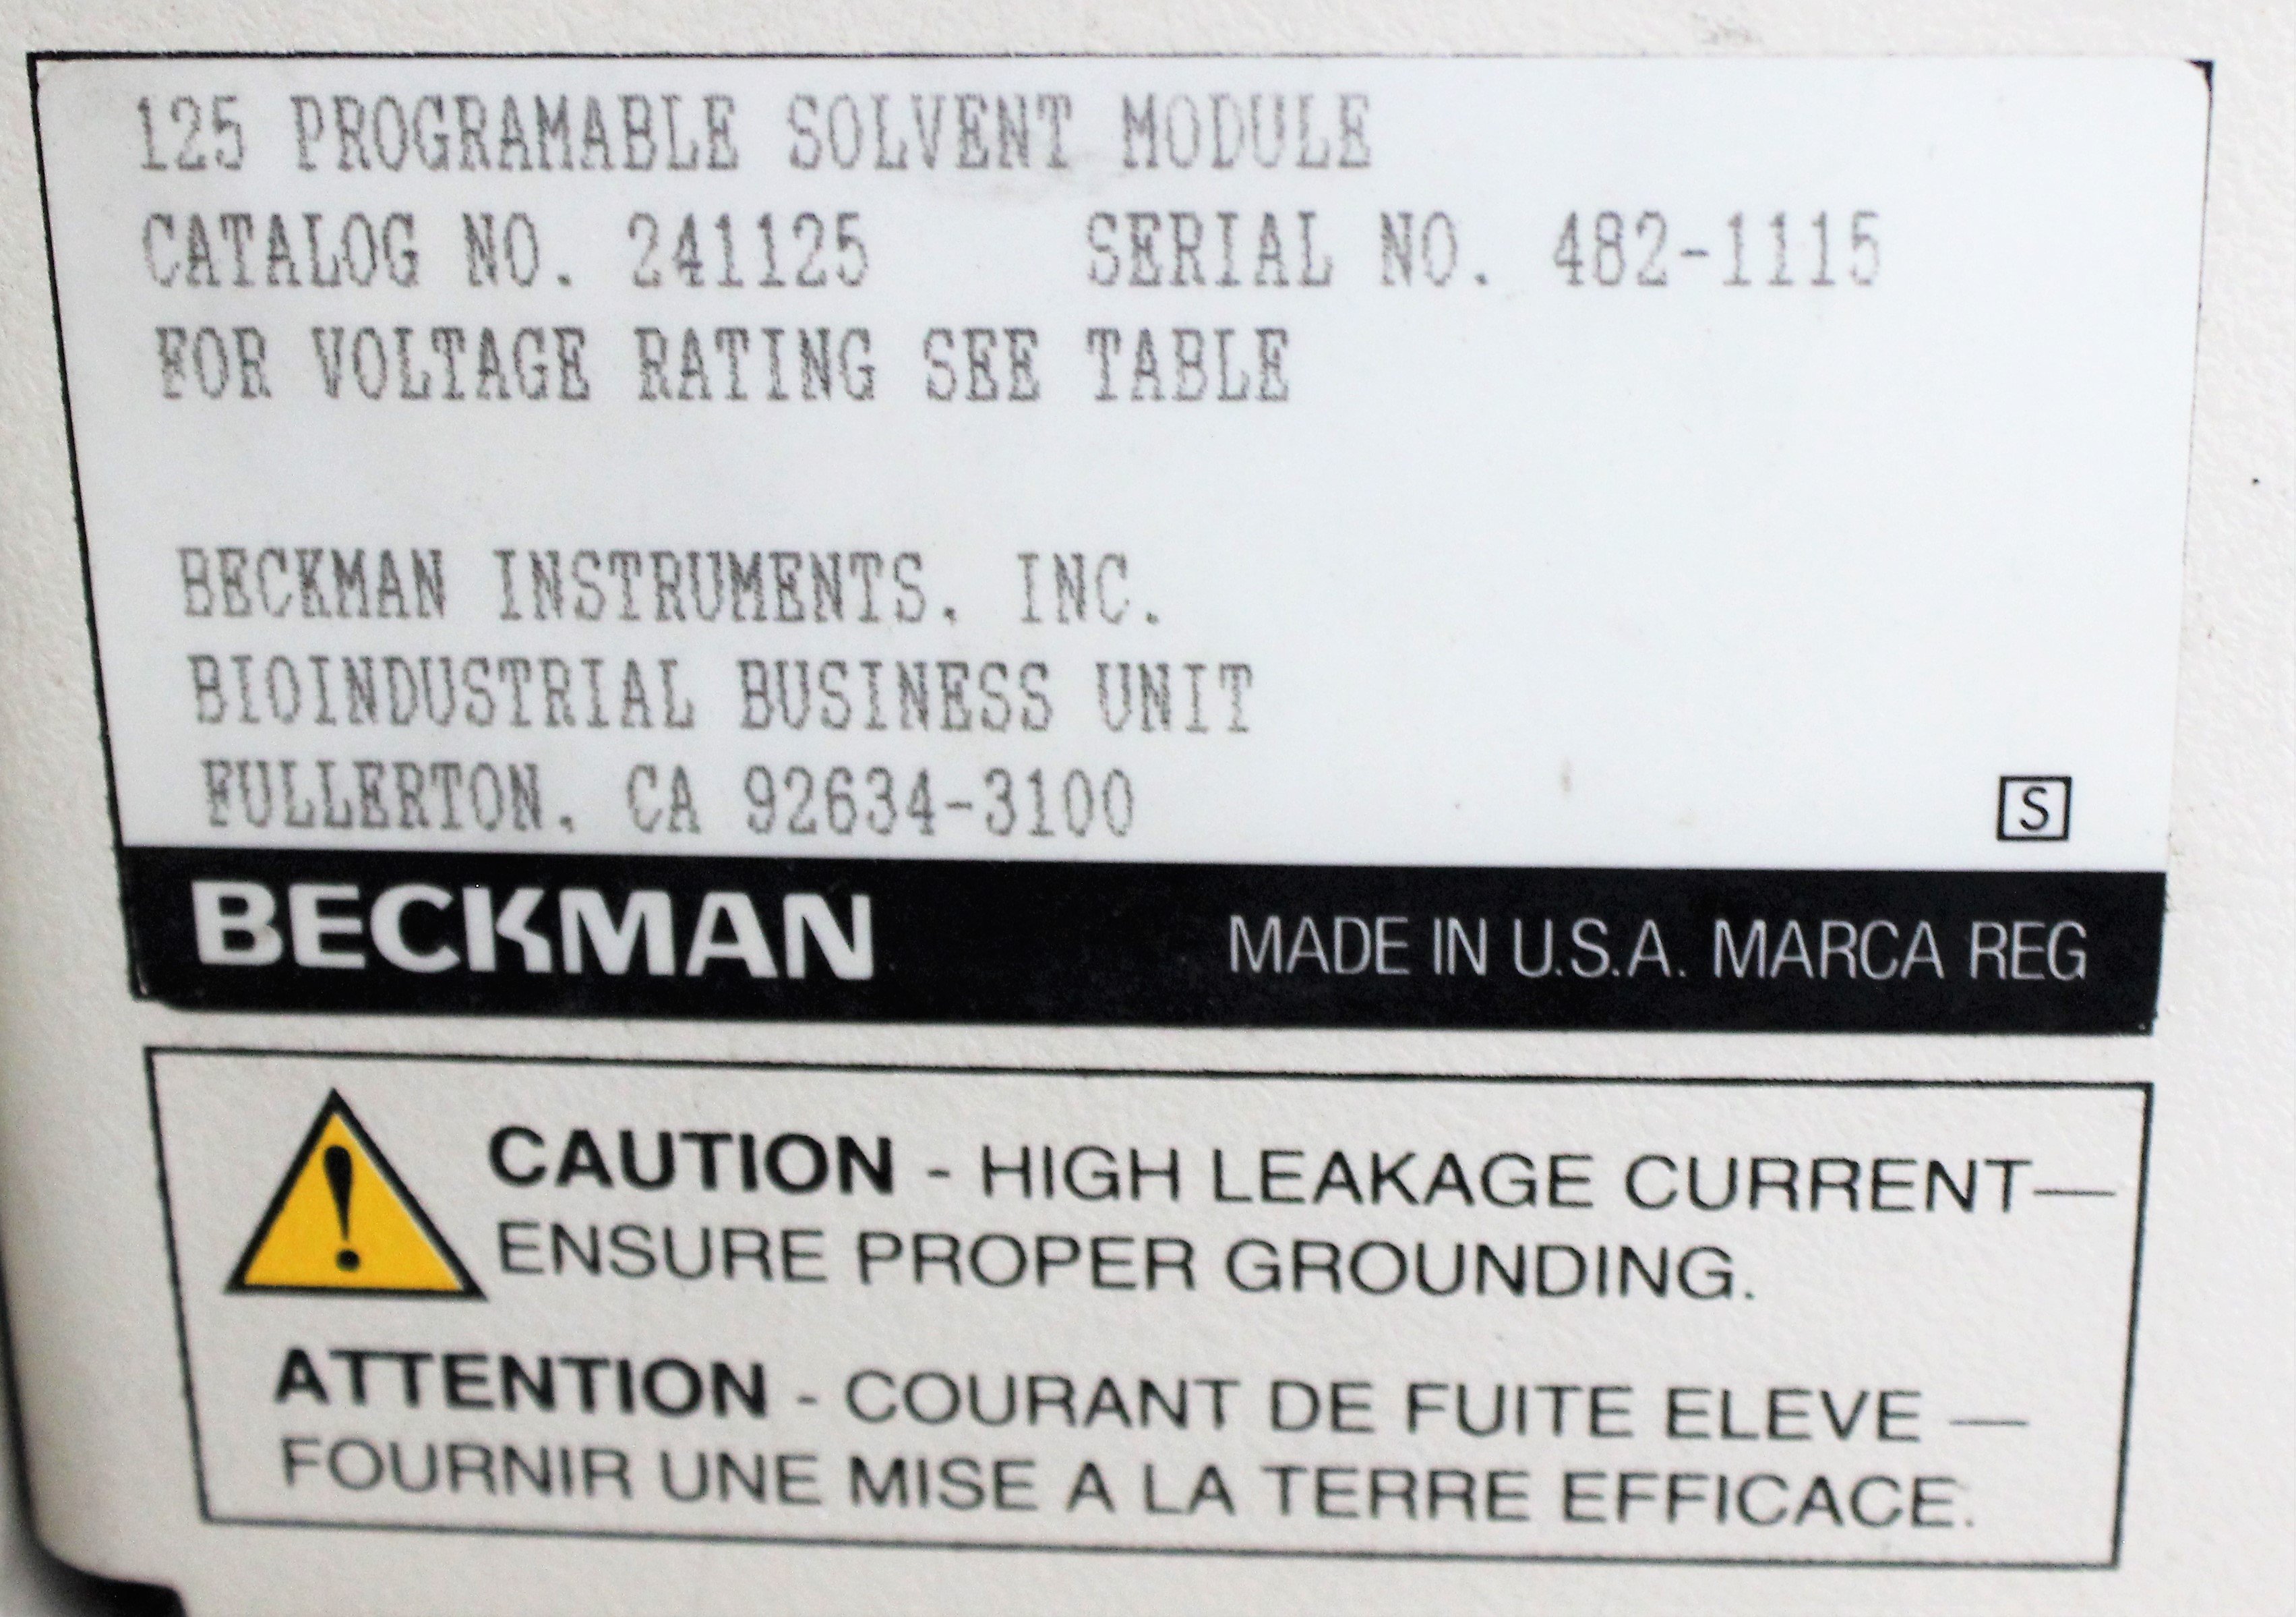 125 PROGRAMABLE SOLVENT MODULE
CATALOG NO. 241125 SERIAL NO. 482-1115
FOR VOLTAGE RATING SEE TABLE
BECKMAN INSTRUMENTS, INC.
BIOINDUSTRIAL BUSINESS UNIT
FULLERTON, CA 92634-3100
S
BECKMAN MADE IN U.S.A. MARCA REG
CAUTION - HIGH LEAKAGE CURRENT—
ENSURE PROPER GROUNDING.
ATTENTION - COURANT DE FUITE ELEVE —
FOURNIR UNE MISE A LA TERRE EFFICACE.